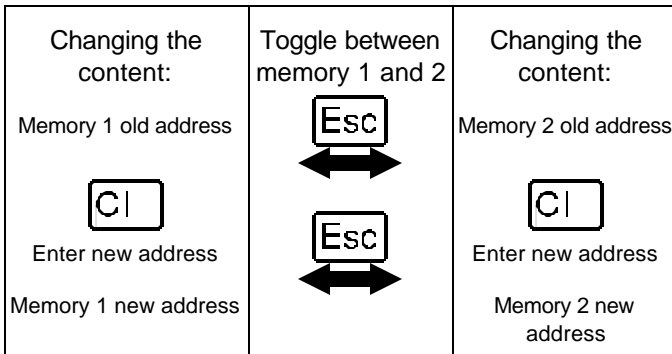 Changing the
content:
Memory 1 old address
Cl
Enter new address
Memory 1 new address
Toggle between
memory 1 and 2
Esc
Esc
Changing the
content:
Memory 2 old address
Cl
Enter new address
Memory 2 new
address